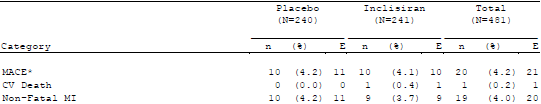 Placebo Inclisiran Total
(N=240) (N=241) (N=481)
Category n (%) E n (%) E n (%) E
MACE* 10 (4.2) 11 10 (4.1) 10 20 (4.2) 21
CV Death 0 (0.0) 0 1 (0.4) 1 1 (0.2) 1
Non-Fatal MI 10 (4.2) 11 9 (3.7) 9 19 (4.0) 20